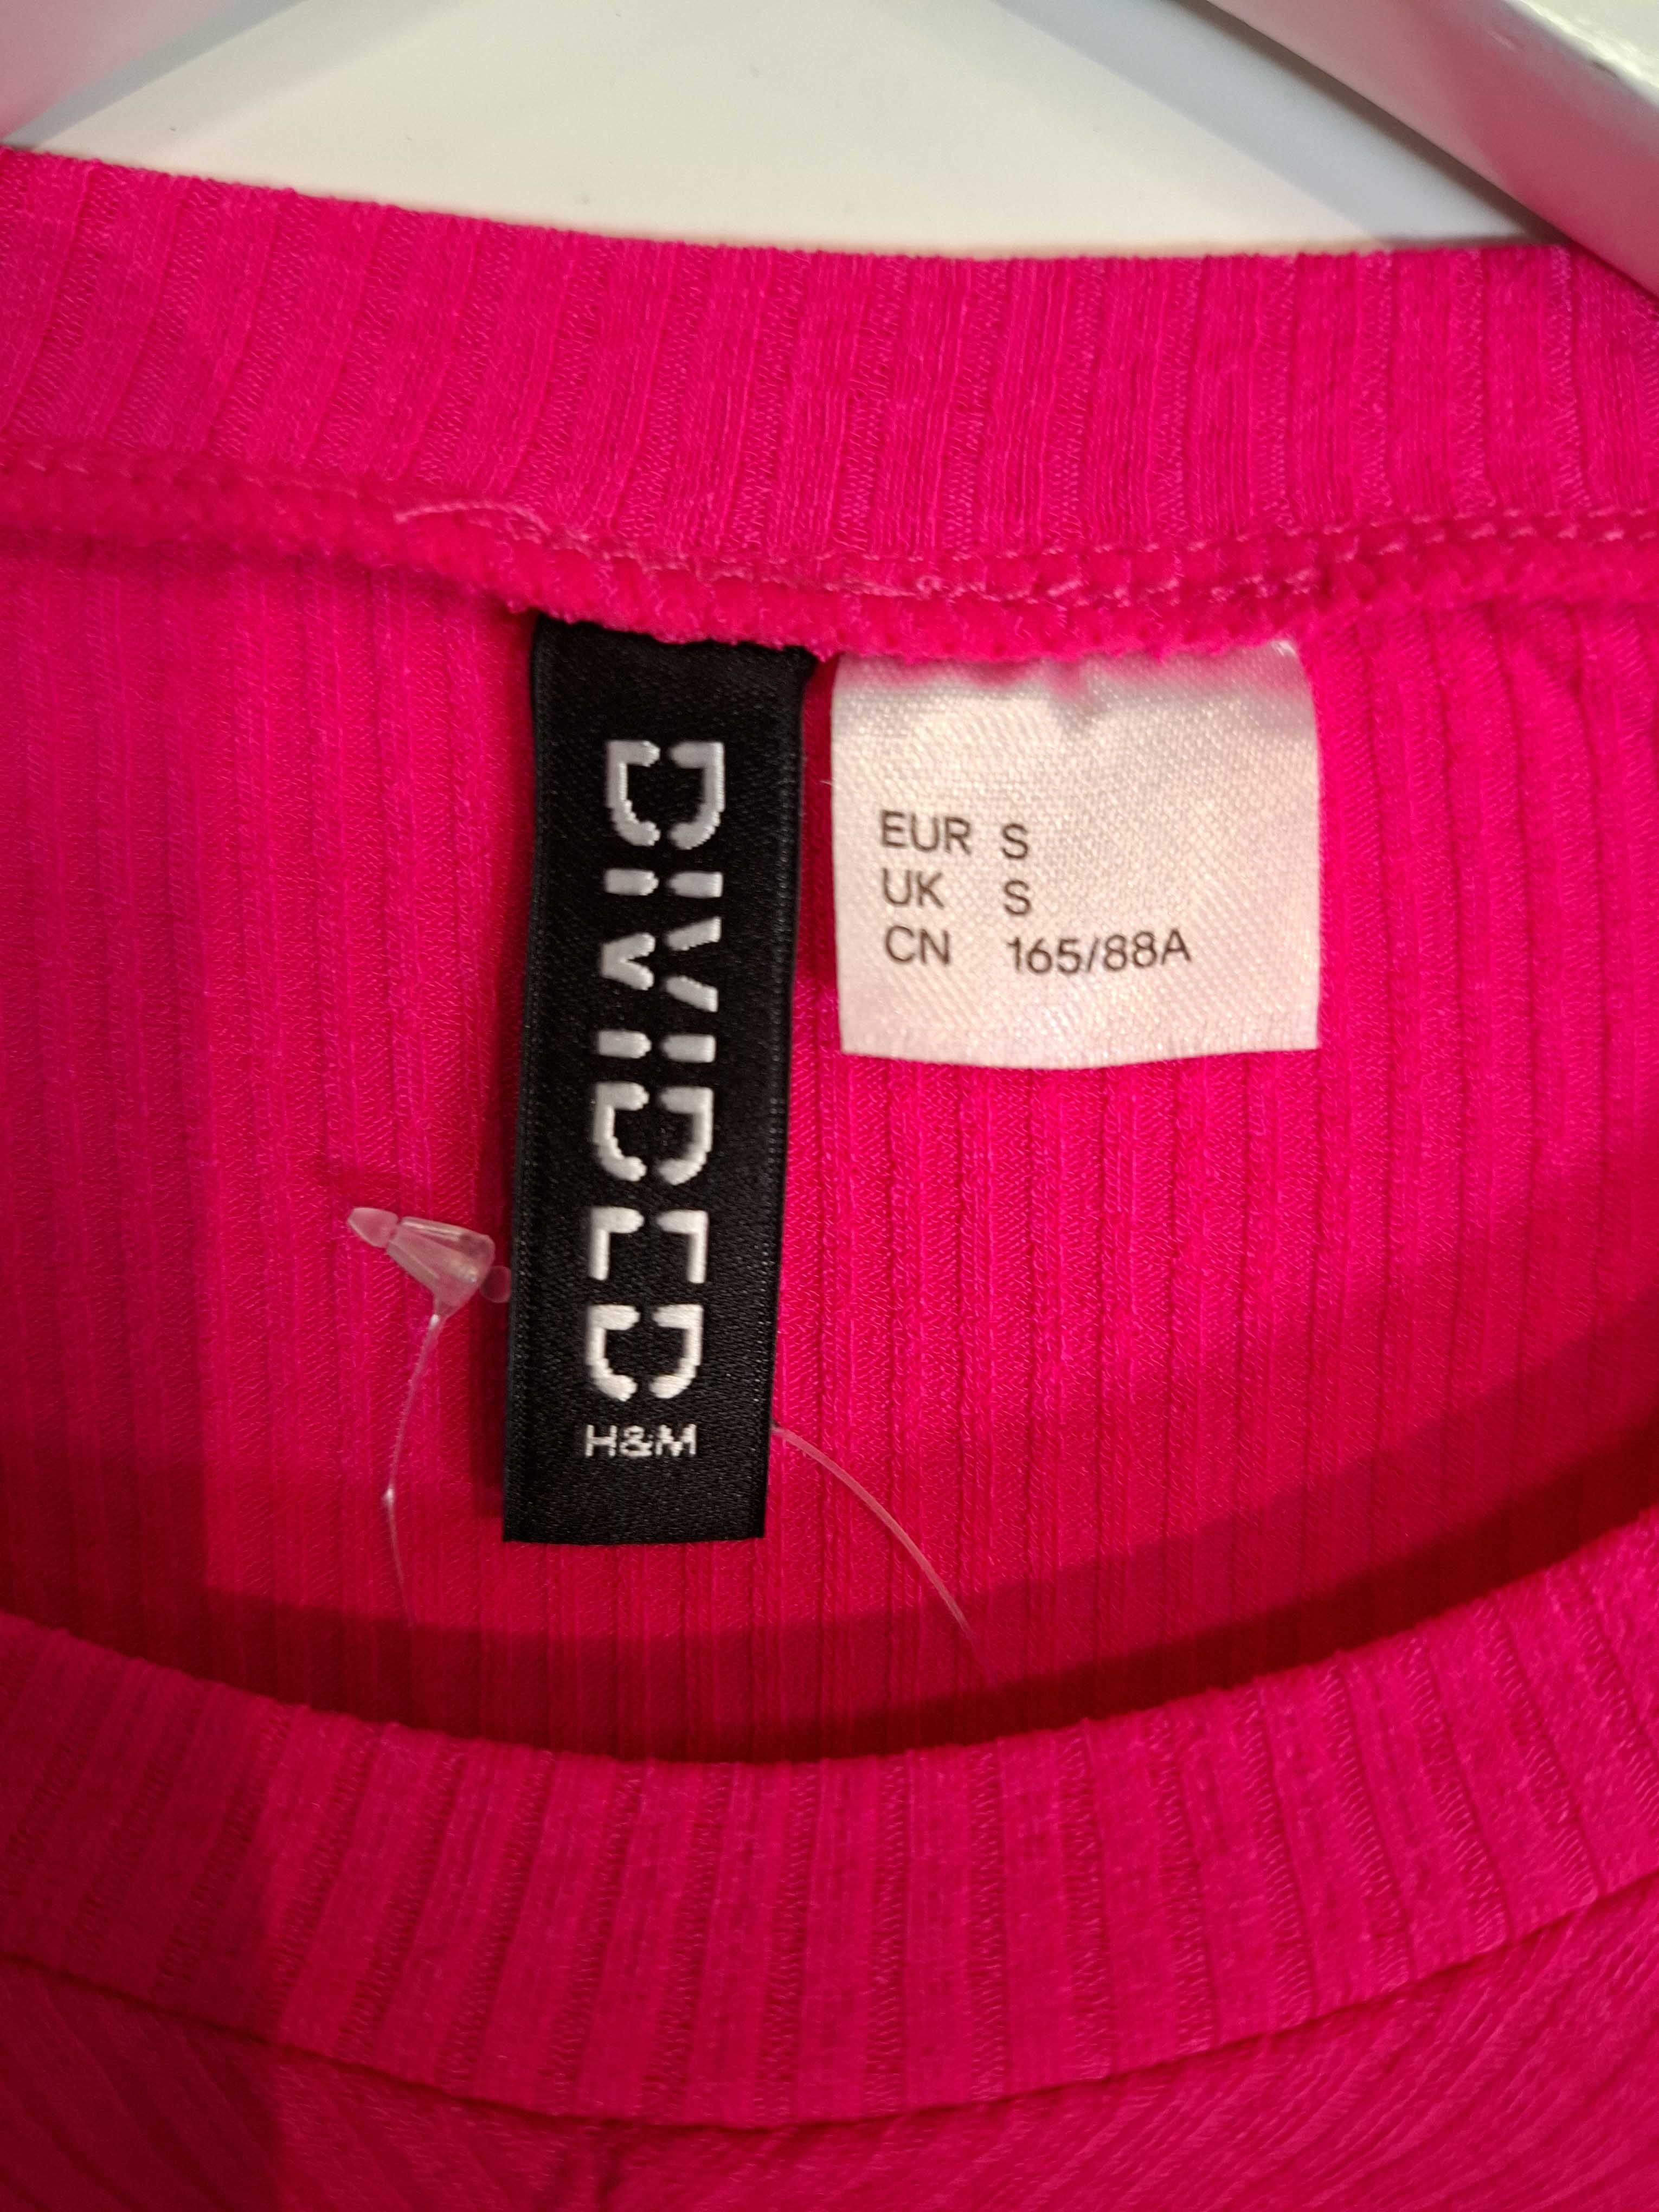 DIVIDED
H&M
EUR S
UK S
CN 165/88A